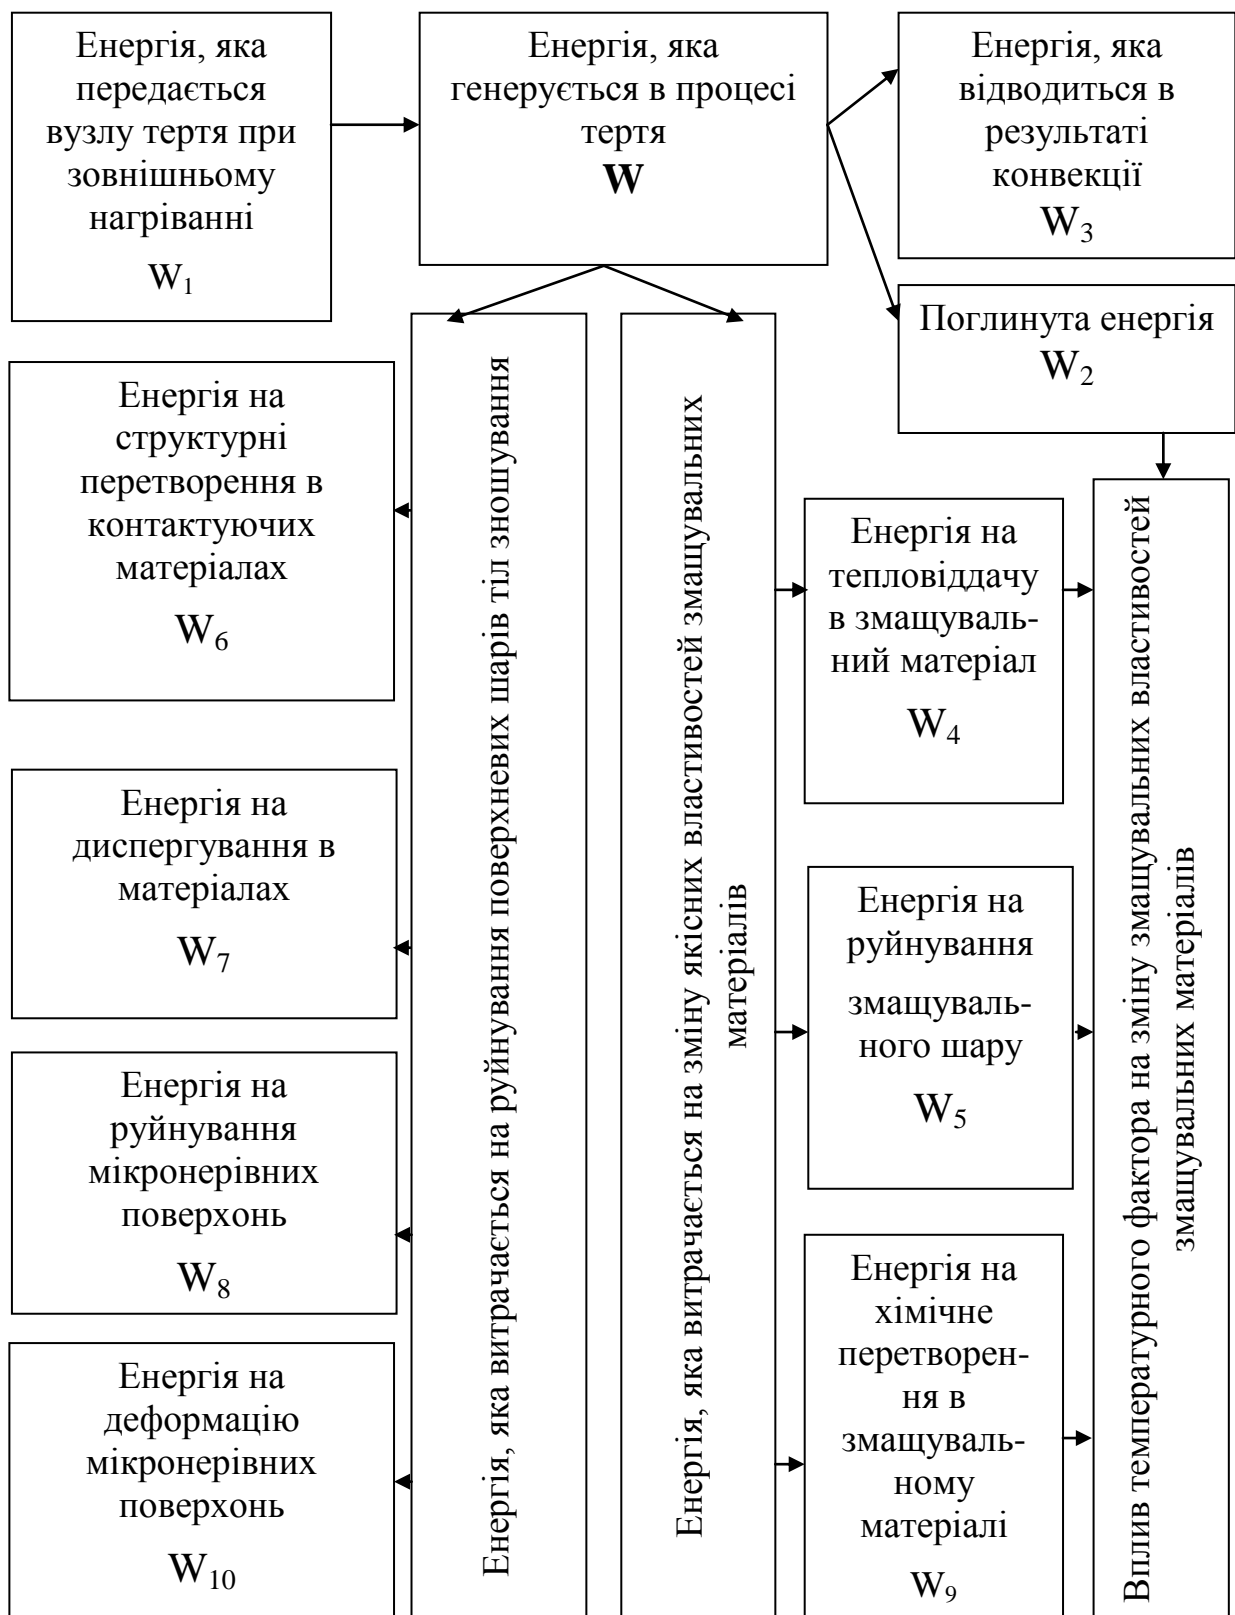 Енергія, яка
передається
вузлу тертя при
зовнішньому
нагріванні
W1
Енергія, яка
генерується в процесі
тертя
W
Енергія, яка
відводиться в
результаті
конвекції
W3
Поглинута енергія
W2
Енергія на
структурні
перетворення в
контактуючих
матеріалах
W6
Енергія на
диспергування в
матеріалах
W7
Енергія на
руйнування
мікронерівних
поверхонь
W8
Енергія на
деформацію
мікронерівних
поверхонь
W10
Енергія, яка витрачається на руйнування поверхневих шарів тіл зношування
Енергія, яка витрачається на зміну якісних властивостей змащувальних
матеріалів
Енергія на
тепловіддачу
в змащуваль-
ний матеріал
W4
Енергія на
руйнування
змащуваль-
ного шару
W5
Енергія на
хімічне
перетворен-
ня в
змащуваль-
ному
матеріалі
W9
Вплив температурного фактора на зміну змащувальних властивостей
змащувальних матеріалів